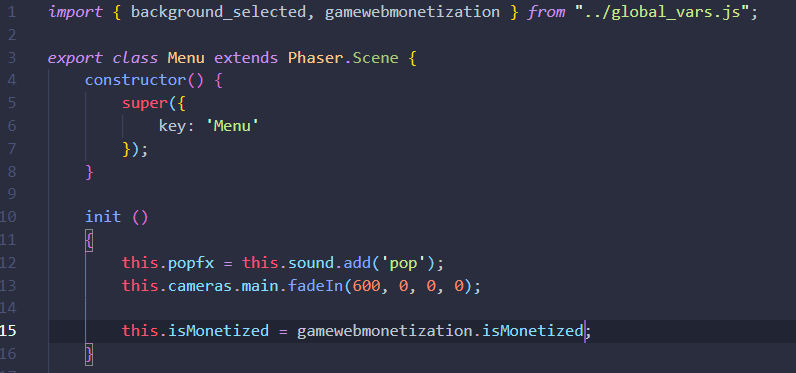 1 import { background_selected, gamewebmonetization } from "../global_vars.js";
2
3 export class Menu extends Phaser.Scene {
4     constructor() {
5         super({
6             key: 'Menu'
7         });
8     }
9
10     init ()
11     {
12         this.popfx = this.sound.add('pop');
13         this.cameras.main.fadeIn(600, 0, 0, 0);
14
15         this.isMonetized = gamewebmonetization.isMonetized;
16     }